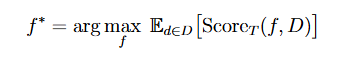 f* = arg max_f 𝔼_{d∈D}[Score_T(f, D)]